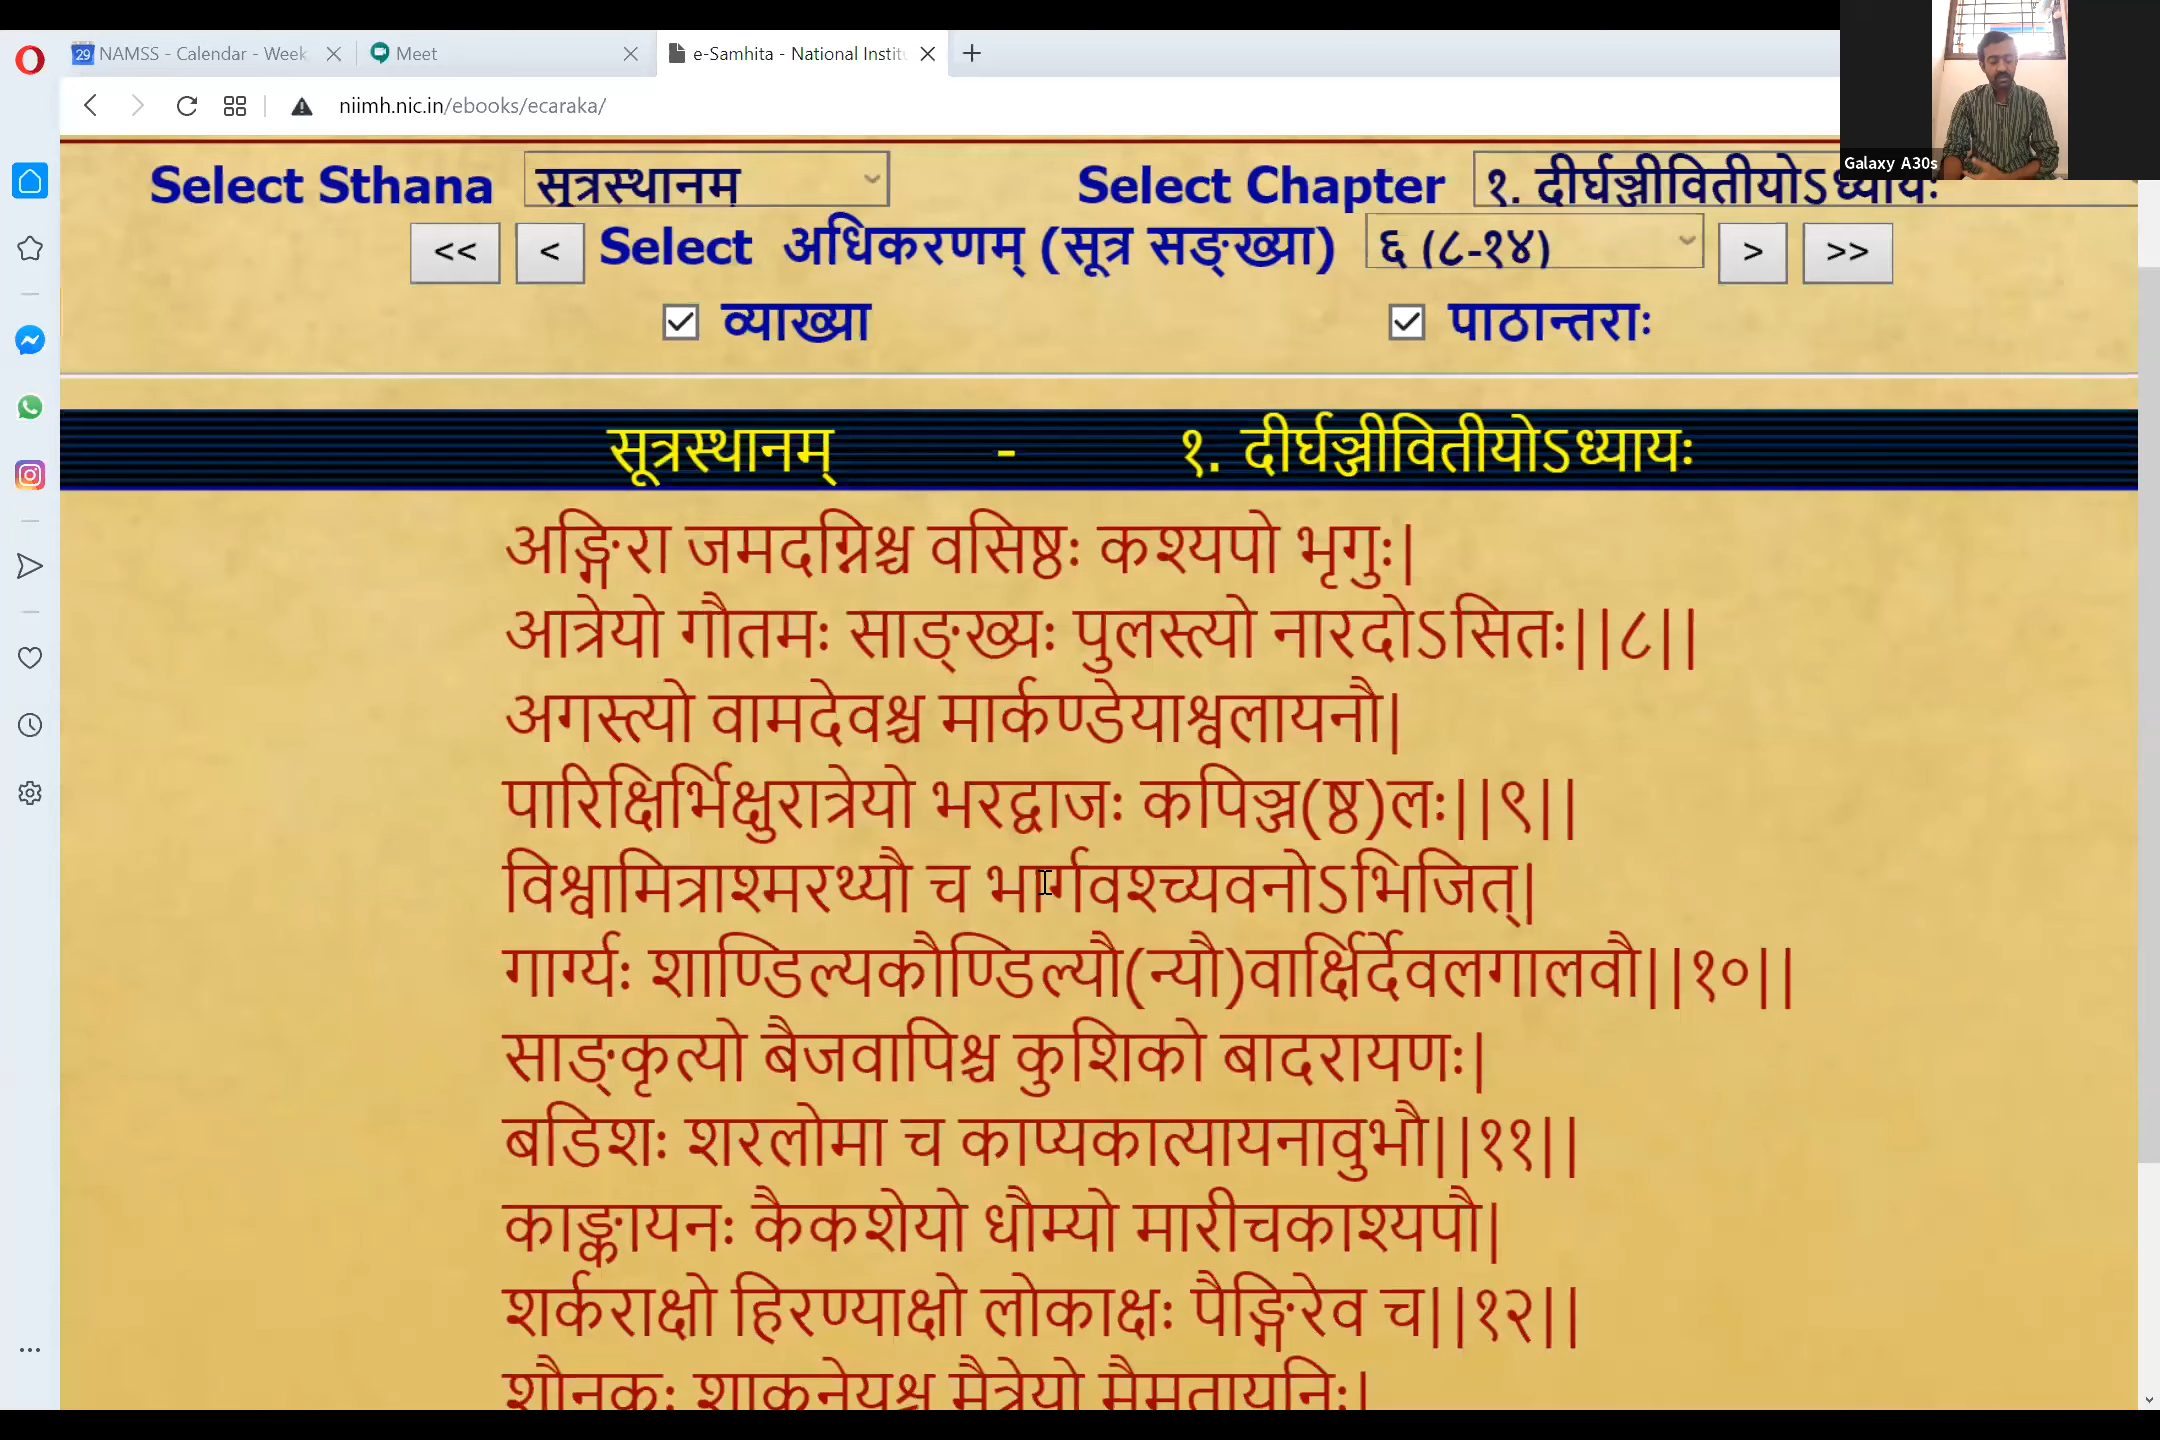 NAMSS - Calendar - Week
Meet
e-Samhita - National Instit
niimh.nic.in/ebooks/ecaraka/
Galaxy A30s
Select Sthana सूत्रस्थानम् Select Chapter १. दीर्घञ्जीवितीयोऽध्यायः
<< < Select अधिकरणम् (सूत्र सङ्ख्या) ६ (८-१४) > >>
व्याख्या पाठान्तराः
सूत्रस्थानम् - १. दीर्घञ्जीवितीयोऽध्यायः
अङ्गिरा जमदग्निश्च वसिष्ठः कश्यपो भृगुः|
आत्रेयो गौतमः साङ्ख्यः पुलस्त्यो नारदोऽसितः||८||
अगस्त्यो वामदेवश्च मार्कण्डेयाश्वलायनौ|
पारिक्षिर्भिक्षुरात्रेयो भरद्वाजः कपिञ्ज(ष्ठ)लः||९||
विश्वामित्राश्मरथ्यौ च भार्गवश्च्यवनोऽभिजित्|
गार्ग्यः शाण्डिल्यकौण्डिल्यौ(न्यौ)वार्क्षिर्देवलगालवौ||१०||
साङ्कृत्यो बैजवापिश्च कुशिको बादरायणः|
बडिशः शरलोमा च काप्यकात्यायनावुभौ||११||
काङ्कायनः कैकशेयो धौम्यो मारीचकाश्यपौ|
शर्कराक्षो हिरण्याक्षो लोकाक्षः पैङ्गिरेव च||१२||
शौनकः शाकुनेयश्च मैत्रेयो मैमतायनिः|